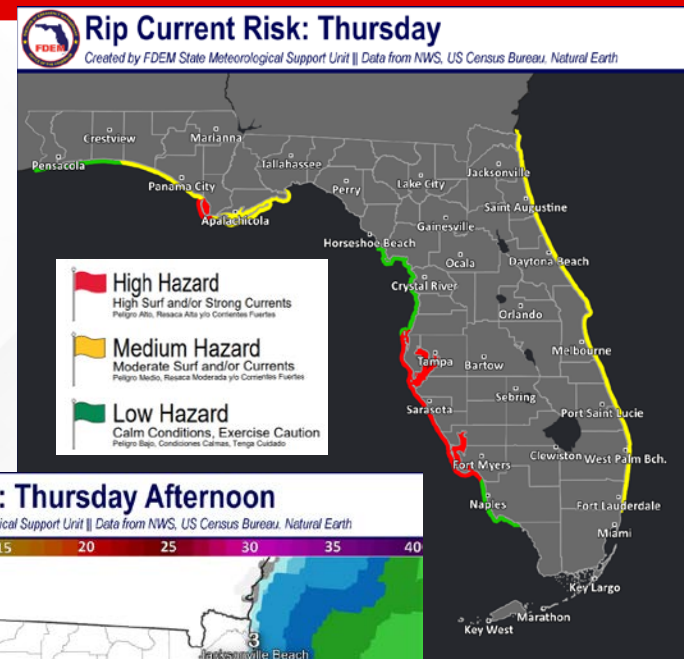 Rip Current Risk: Thursday
Created by FDEM State Meteorological Support Unit || Data from NWS, US Census Bureau. Natural Earth
FDEM
Crestview
Marianna
Pensacola
Tallahassee
Panama City
Perry
Lake City
Jacksonville
Apalachicola
Saint Augustine
Gainesville
Horseshoe Beach
Ocala
Daytona Beach
Crystal River
Orlando
Tampa
Bartow
Melbourne
Sarasota
Sebring
Port Saint Lucie
Fort Myers
Clewiston
West Palm Bch.
Naples
Fort Lauderdale
Miami
Key Largo
Marathon
Key West
High Hazard
High Surf and/or Strong Currents
Peligro Alto, Resaca Alta y/o Corrientes Fuertes
Medium Hazard
Moderate Surf and/or Currents
Peligro Medio, Resaca Moderada y/o Corrientes Fuertes
Low Hazard
Calm Conditions, Exercise Caution
Peligro Bajo, Condiciones Calmas, Tenga Cuidado
: Thursday Afternoon
ical Support Unit || Data from NWS, US Census Bureau. Natural Earth
15 20 25 30 35 40
3
Jacksonville Beach